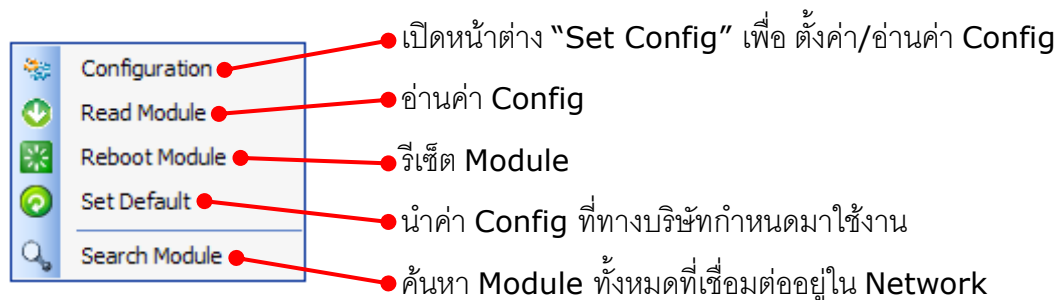 Configuration
เปิดหน้าต่าง “Set Config” เพื่อ ตั้งค่า/อ่านค่า Config
Read Module
อ่านค่า Config
Reboot Module
รีเซ็ต Module
Set Default
นำค่า Config ที่ทางบริษัทกำหนดมาใช้งาน
Search Module
ค้นหา Module ทั้งหมดที่เชื่อมต่ออยู่ใน Network